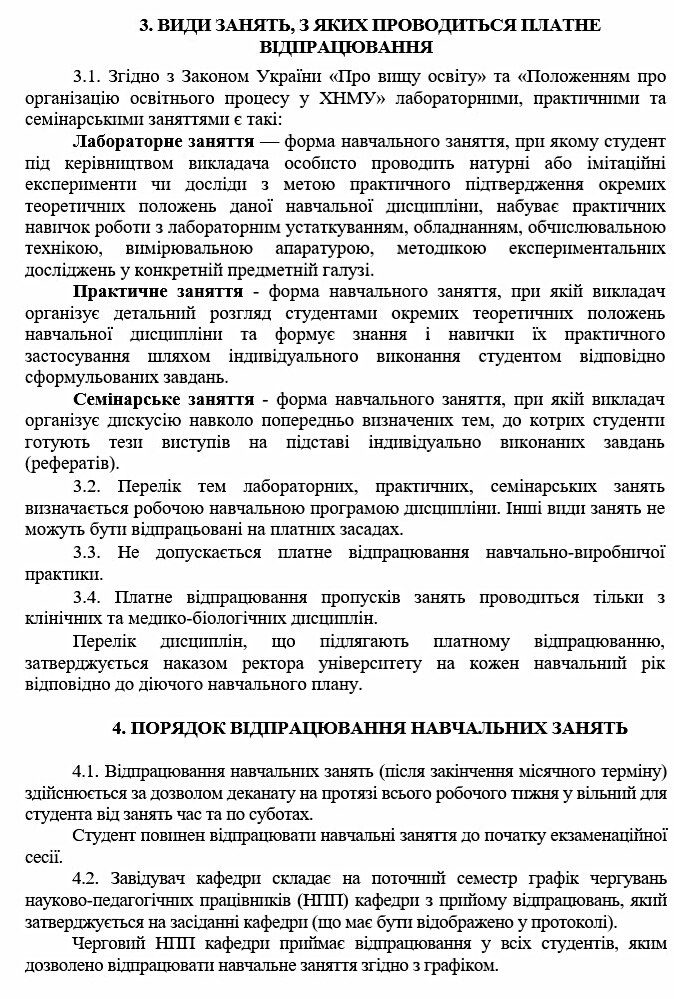 3. ВИДИ ЗАНЯТЬ, З ЯКИХ ПРОВОДИТЬСЯ ПЛАТНЕ
ВІДПРАЦЮВАННЯ
3.1. Згідно з Законом України «Про вищу освіту» та «Положенням про
організацію освітнього процесу у ХНМУ» лабораторними, практичними та
семінарськими заняттями є такі:
Лабораторне заняття — форма навчального заняття, при якому студент
під керівництвом викладача особисто проводить натурні або імітаційні
експерименти чи досліди з метою практичного підтвердження окремих
теоретичних положень даної навчальної дисципліни, набуває практичних
навичок роботи з лабораторним устаткуванням, обладнанням, обчислювальною
технікою, вимірювальною апаратурою, методикою експериментальних
досліджень у конкретній предметній галузі.
Практичне заняття - форма навчального заняття, при якій викладач
організує детальний розгляд студентами окремих теоретичних положень
навчальної дисципліни та формує знання і навички їх практичного
застосування шляхом індивідуального виконання студентом відповідно
сформульованих завдань.
Семінарське заняття - форма навчального заняття, при якій викладач
організує дискусію навколо попередньо визначених тем, до котрих студенти
готують тези виступів на підставі індивідуально виконаних завдань
(рефератів).
3.2. Перелік тем лабораторних, практичних, семінарських занять
визначається робочою навчальною програмою дисципліни. Інші види занять не
можуть бути відпрацьовані на платних засадах.
3.3. Не допускається платне відпрацювання навчально-виробничої
практики.
3.4. Платне відпрацювання пропусків занять проводиться тільки з
клінічних та медико-біологічних дисциплін.
Перелік дисциплін, що підлягають платному відпрацюванню,
затверджується наказом ректора університету на кожен навчальний рік
відповідно до діючого навчального плану.
4. ПОРЯДОК ВІДПРАЦЮВАННЯ НАВЧАЛЬНИХ ЗАНЯТЬ
4.1. Відпрацювання навчальних занять (після закінчення місячного терміну)
здійснюється за дозволом деканату на протязі всього робочого тижня у вільний для
студента від занять час та по суботах.
Студент повинен відпрацювати навчальні заняття до початку екзаменаційної
сесії.
4.2. Завідувач кафедри складає на поточний семестр графік чергувань
науково-педагогічних працівників (НПП) кафедри з прийому відпрацювань, який
затверджується на засіданні кафедри (що має бути відображено у протоколі).
Черговий НПП кафедри приймає відпрацювання у всіх студентів, яким
дозволено відпрацювати навчальне заняття згідно з графіком.